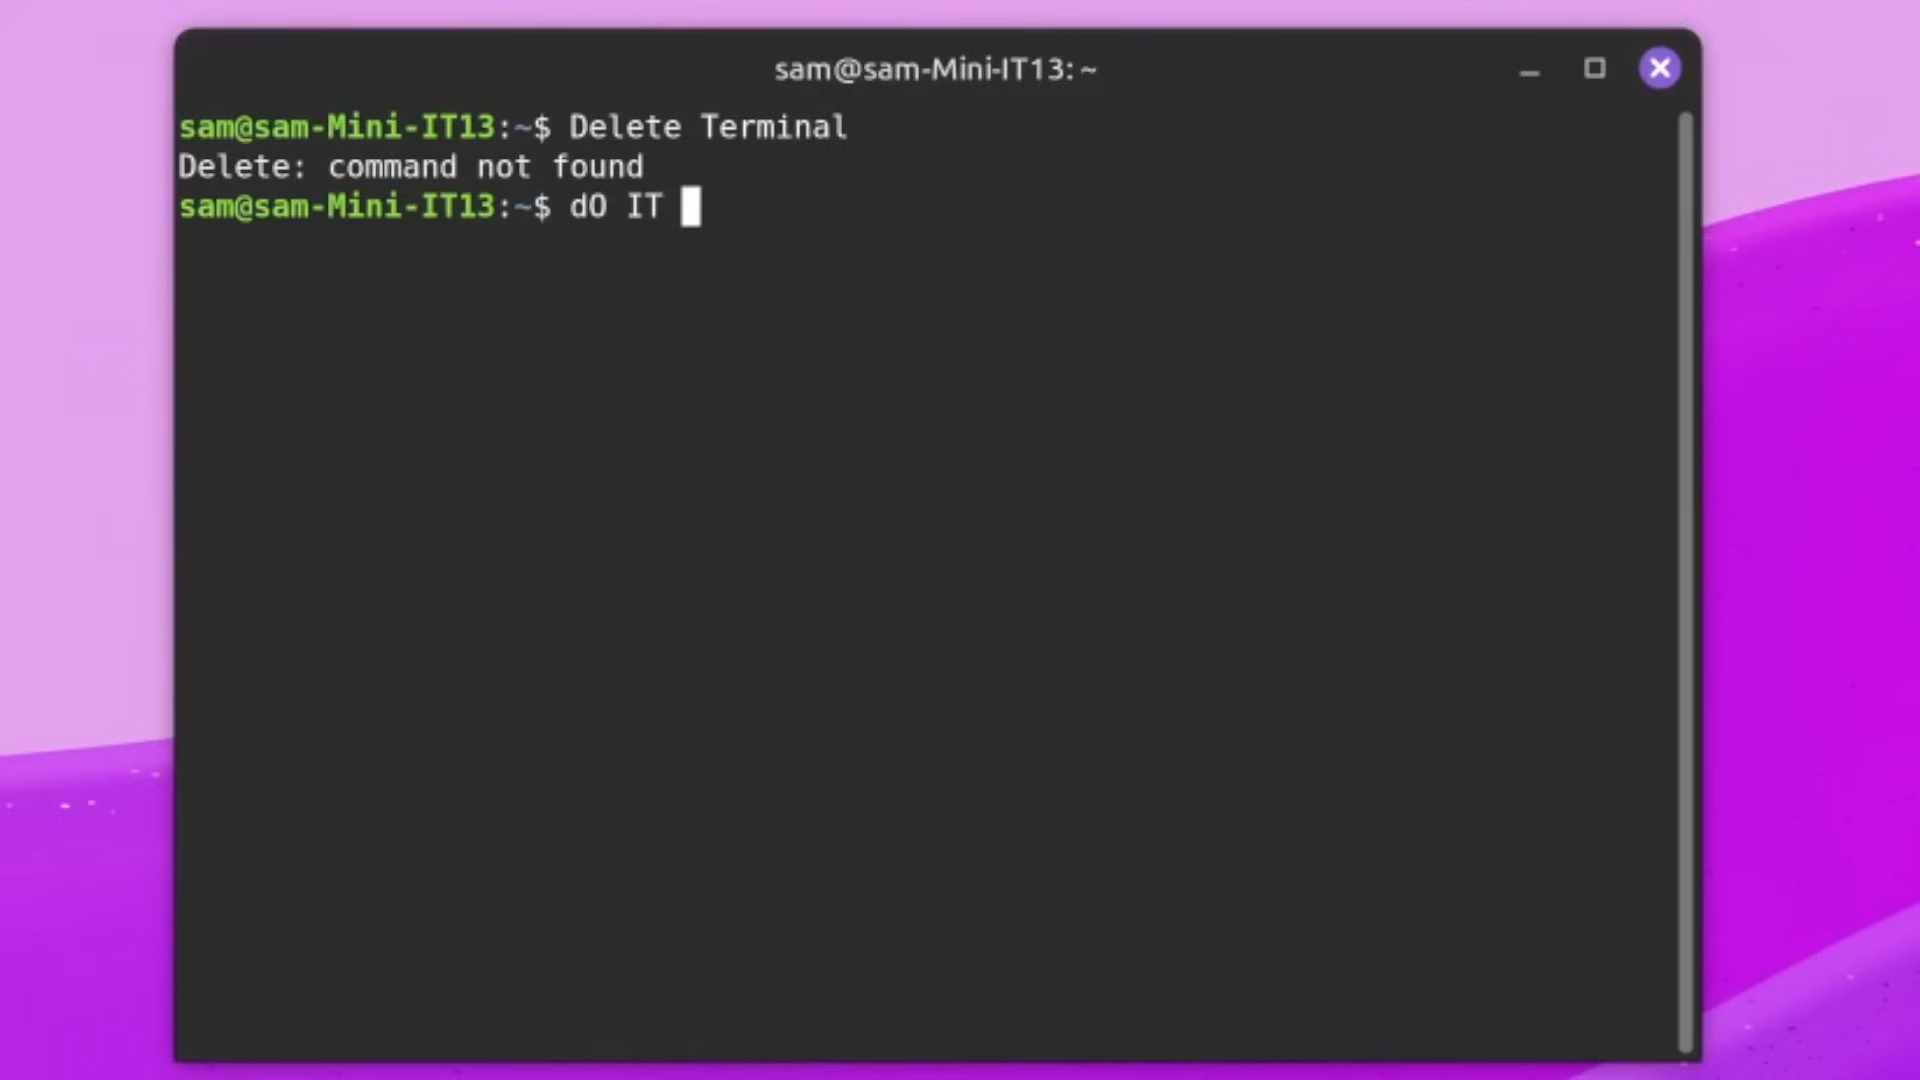 sam@sam-Mini-IT13: ~
sam@sam-Mini-IT13:~$ Delete Terminal
Delete: command not found
sam@sam-Mini-IT13:~$ dO IT